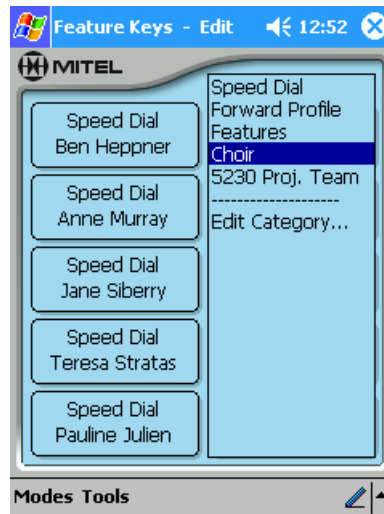 Feature Keys - Edit 12:52
MITEL
Speed Dial
Ben Heppner
Speed Dial
Anne Murray
Speed Dial
Jane Siberry
Speed Dial
Teresa Stratas
Speed Dial
Pauline Julien
Speed Dial
Forward Profile
Features
Choir
5230 Proj. Team
--------------------
Edit Category...
Modes Tools